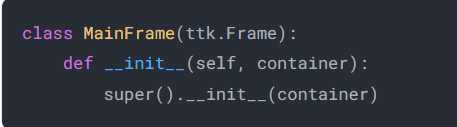 class MainFrame(ttk.Frame):
    def __init__(self, container):
        super().__init__(container)